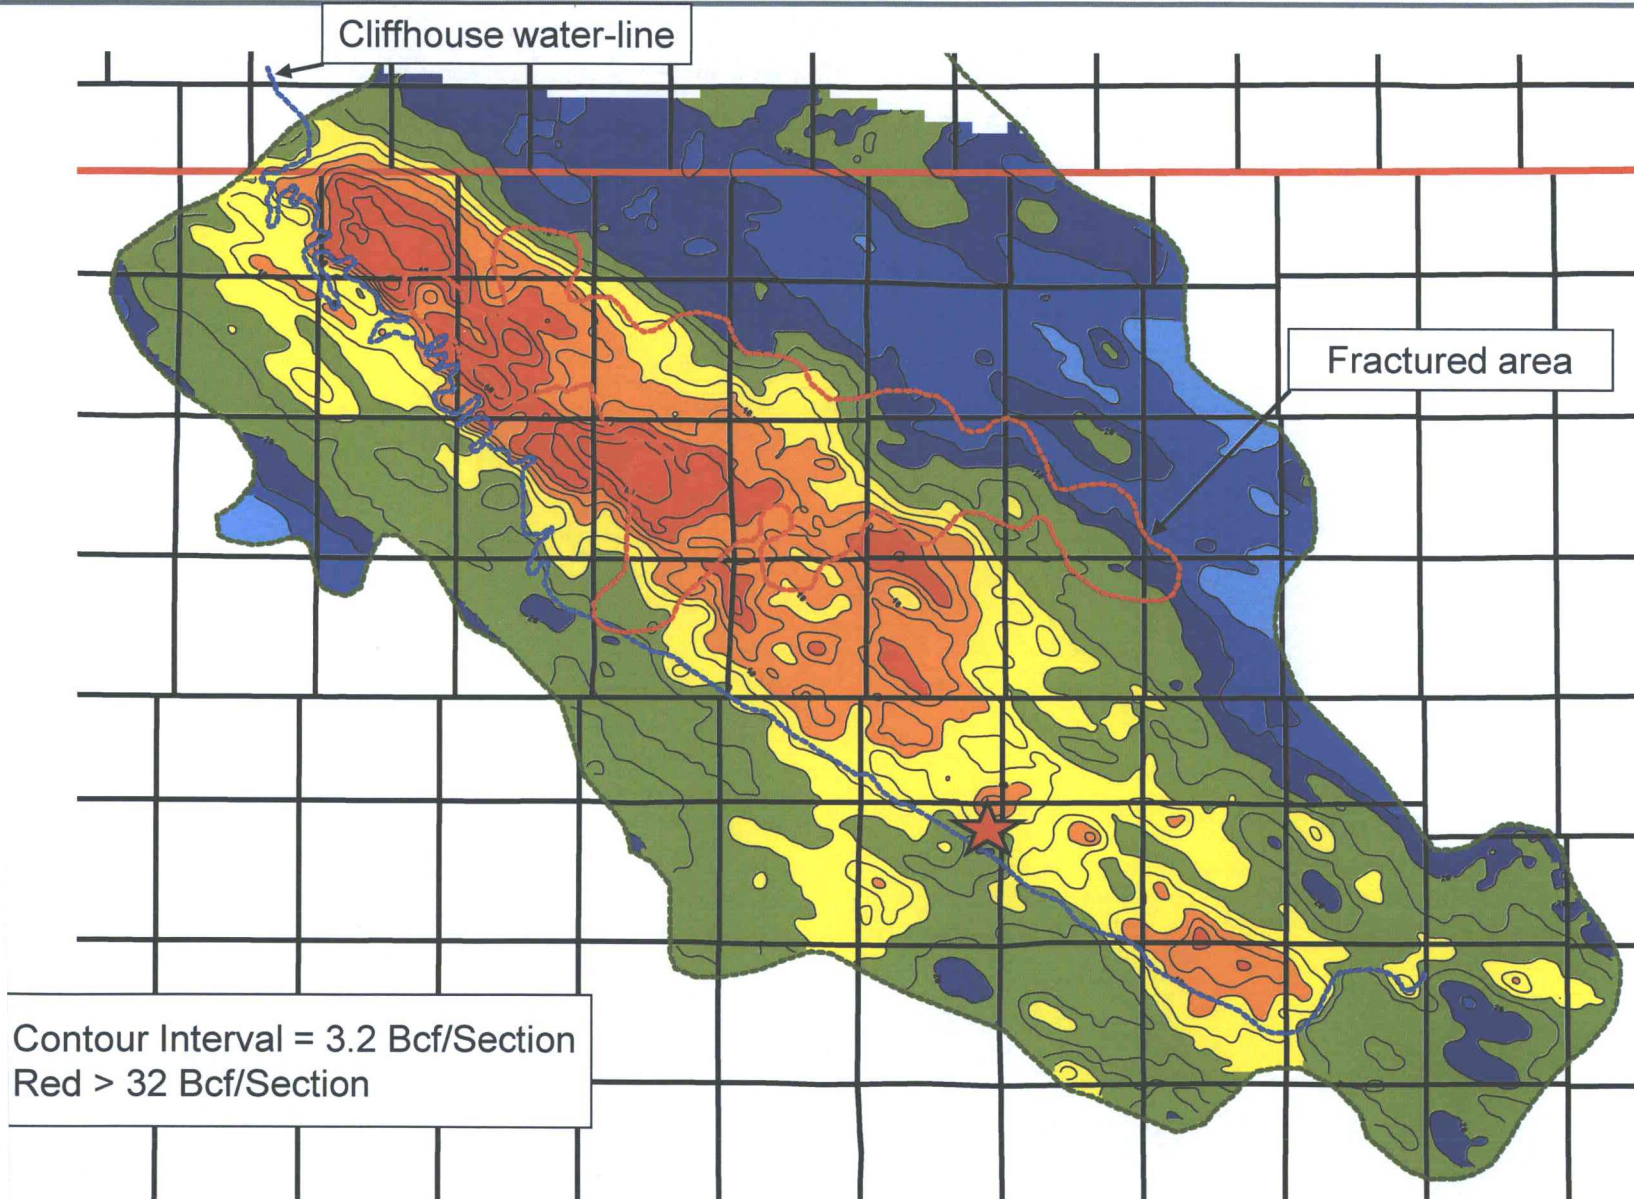 Cliffhouse water-line
Fractured area
Contour Interval = 3.2 Bcf/Section
Red > 32 Bcf/Section